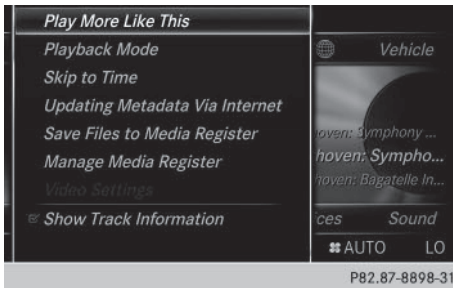 Play More Like This
Playback Mode
Vehicle
Skip to Time
Updating Metadata Via Internet
Save Files to Media Register
oven: Symphony ...
Manage Media Register
hoven: Sympho...
Video Settings
hoven: Bagatelle In...
Show Track Information
ces Sound
AUTO LO
P82.87-8898-31